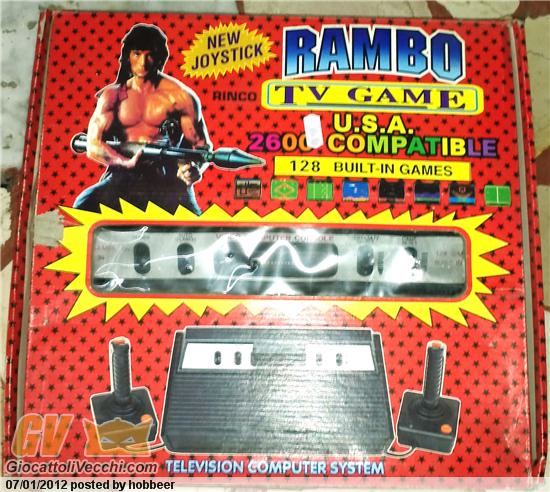 NEW
JOYSTICK
RAMBO
RINCO
TV GAME
U.S.A.
2600 COMPATIBLE
128 BUILT-IN GAMES
GV
GiocattoliVecchi.com
TELEVISION COMPUTER SYSTEM
07/01/2012 posted by hobbeer